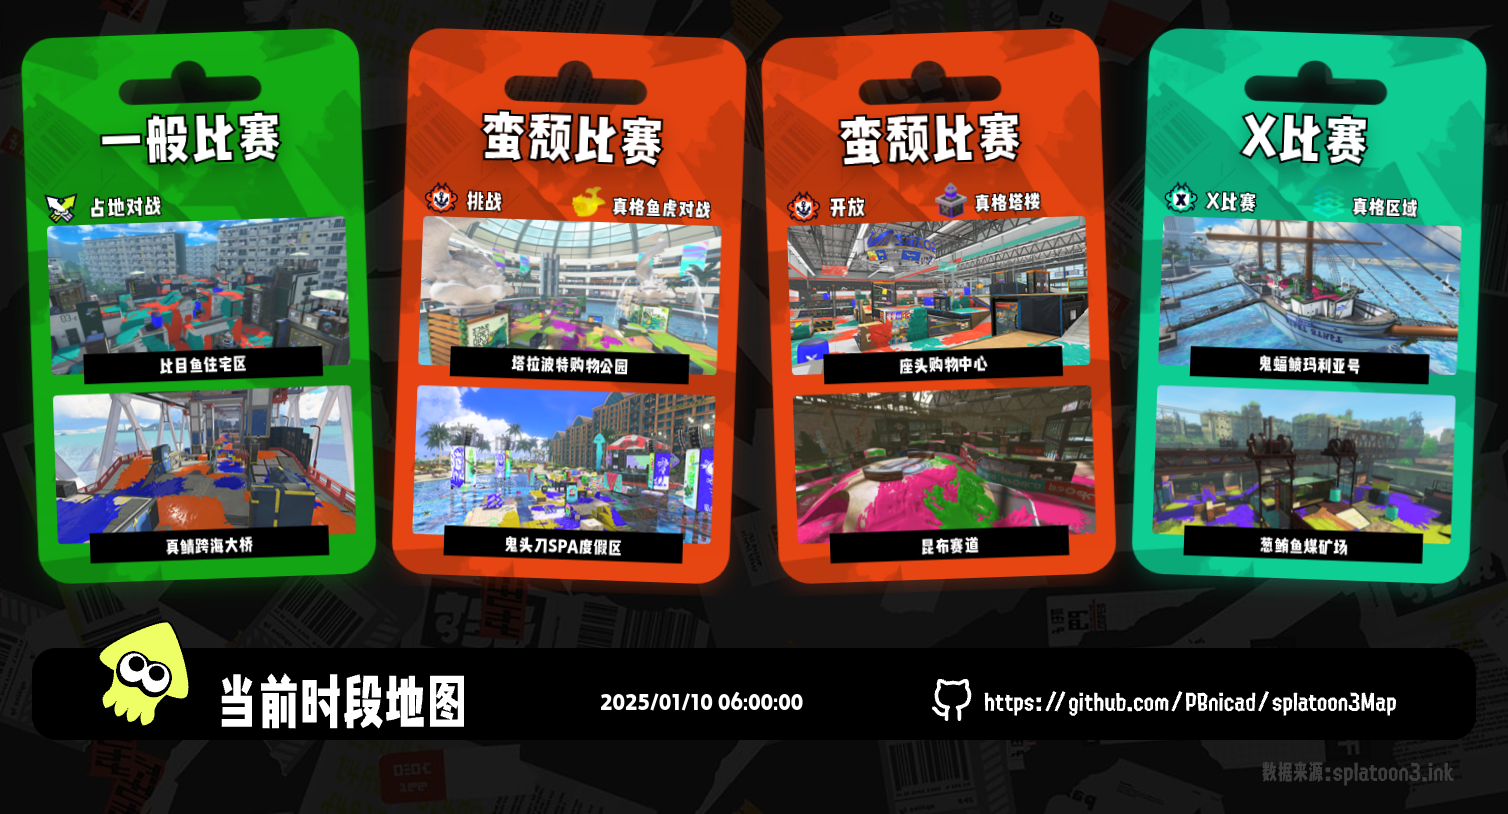 一般比赛
占地对战
比目鱼住宅区
真鲭跨海大桥
蛮颓比赛
挑战
真格鱼虎对战
塔拉波特购物公园
鬼头刀SPA度假区
蛮颓比赛
开放
真格塔楼
座头购物中心
昆布赛道
X比赛
X比赛
真格区域
鬼蝠鲼玛利亚号
葱鲔鱼煤矿场
当前时段地图
2025/01/10 06:00:00
https://github.com/PBnicad/splatoon3Map
数据来源:splatoon3.ink